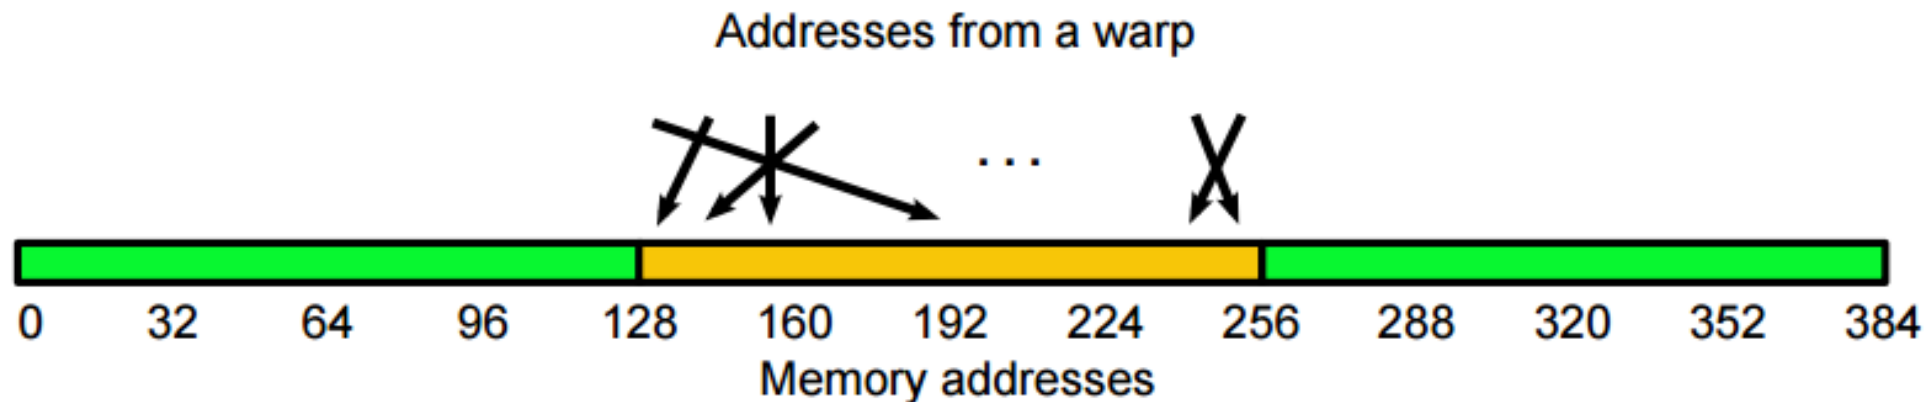 Addresses from a warp
. . .
0 32 64 96 128 160 192 224 256 288 320 352 384
Memory addresses